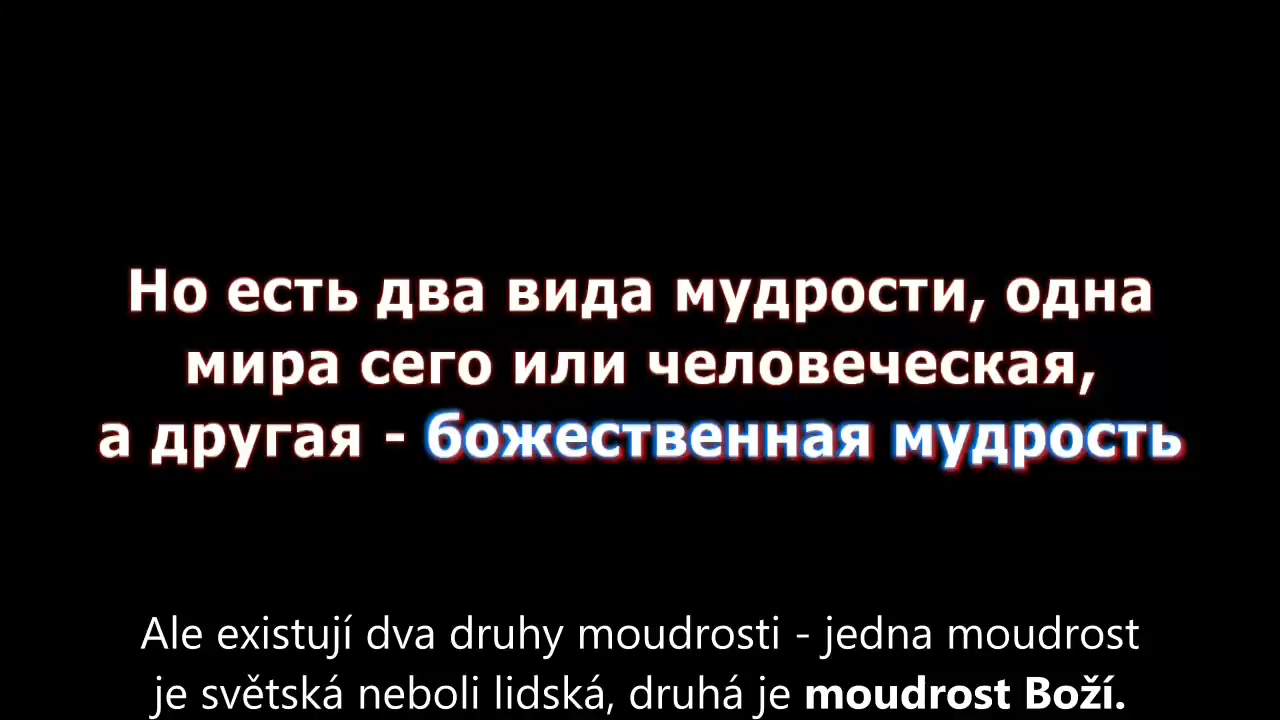 Но есть два вида мудрости, одна
мира сего или человеческая,
а другая - божественная мудрость
Ale existují dva druhy moudrosti - jedna moudrost
je světská neboli lidská, druhá je moudrost Boží.